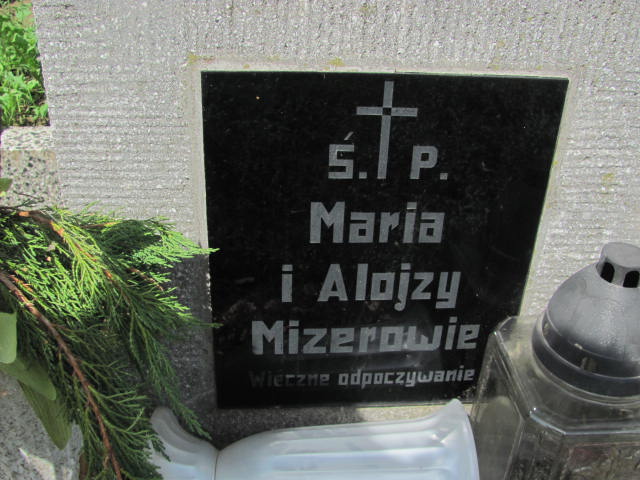 Ś. P.
Maria
i Alojzy
Mizerowie
Wieczne odpoczywanie